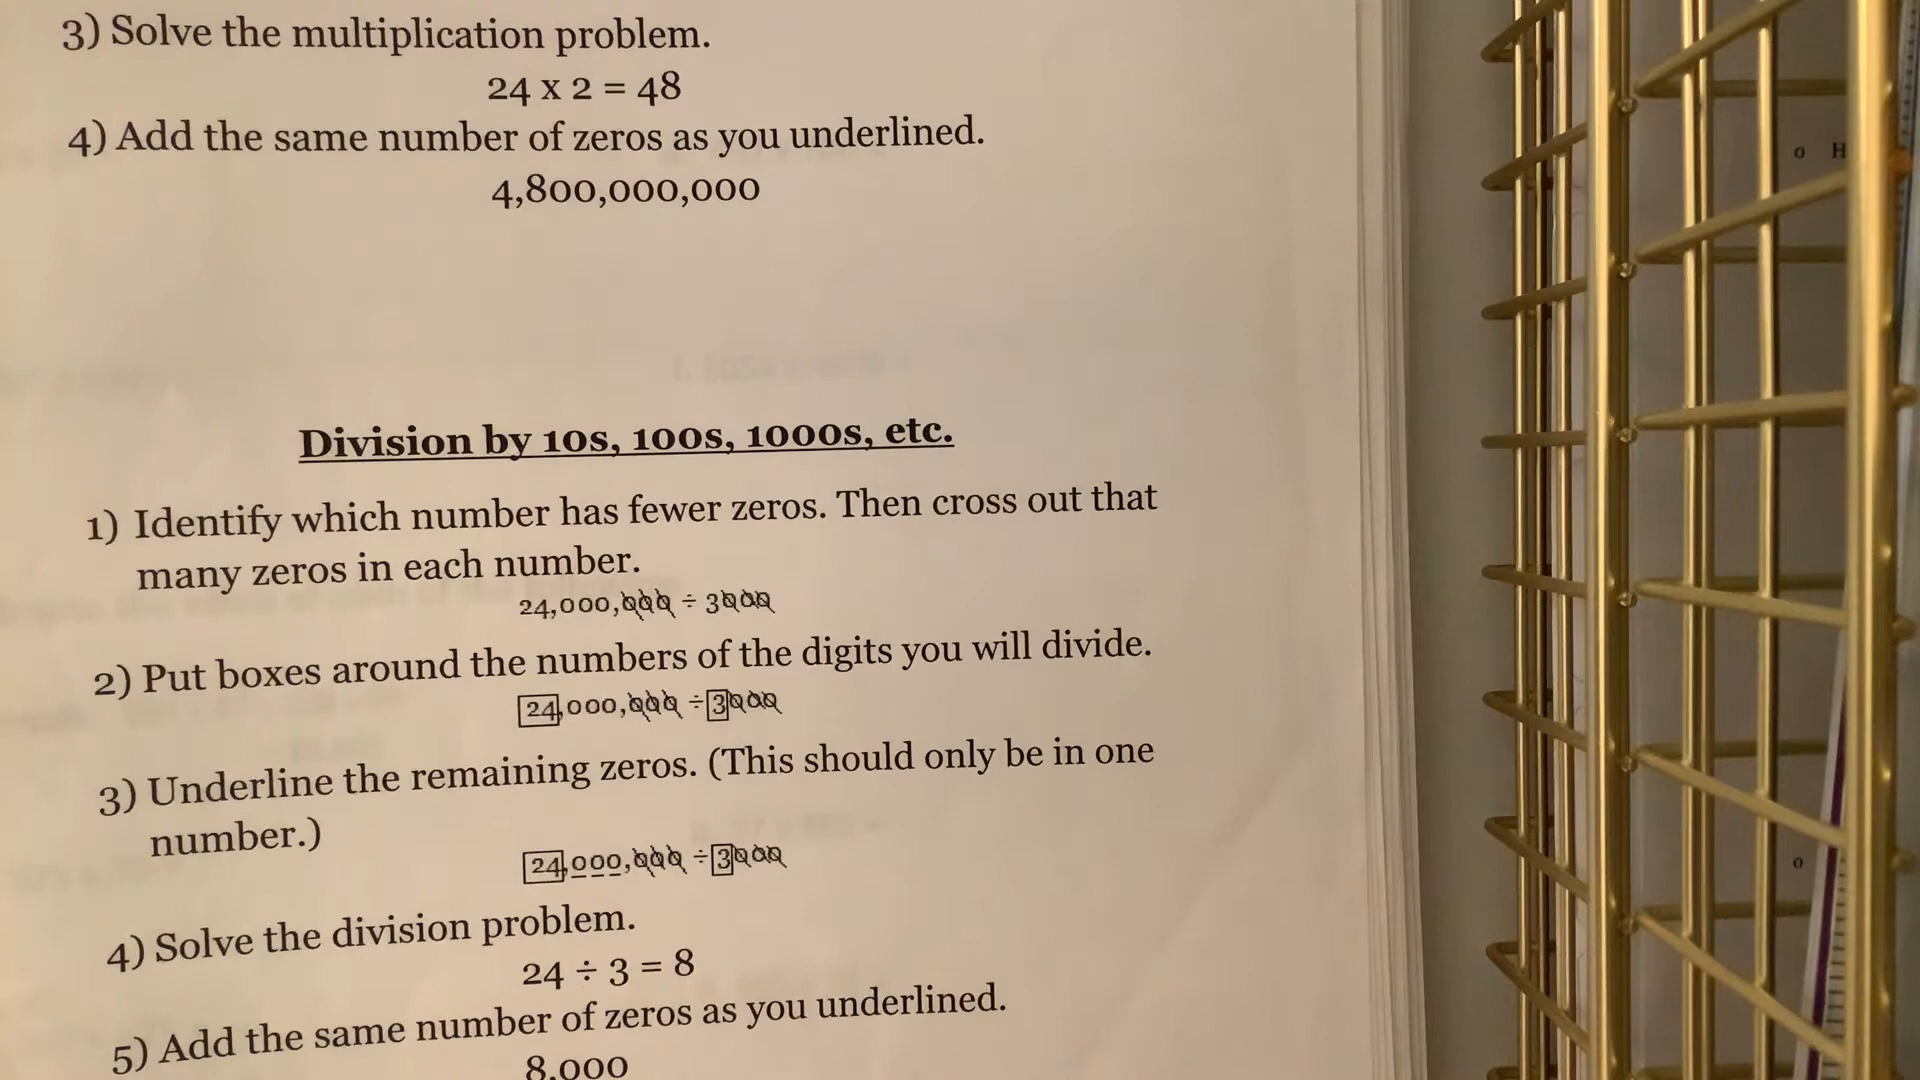 3) Solve the multiplication problem.
24 x 2 = 48
4) Add the same number of zeros as you underlined.
4,800,000,000
Division by 10s, 100s, 1000s, etc.
1) Identify which number has fewer zeros. Then cross out that
many zeros in each number.
24,000,000 ÷ 3000
2) Put boxes around the numbers of the digits you will divide.
24,000,000 ÷ 3000
3) Underline the remaining zeros. (This should only be in one
number.)
24,000,000 ÷ 3000
4) Solve the division problem.
24 ÷ 3 = 8
5) Add the same number of zeros as you underlined.
8,000
o H
o